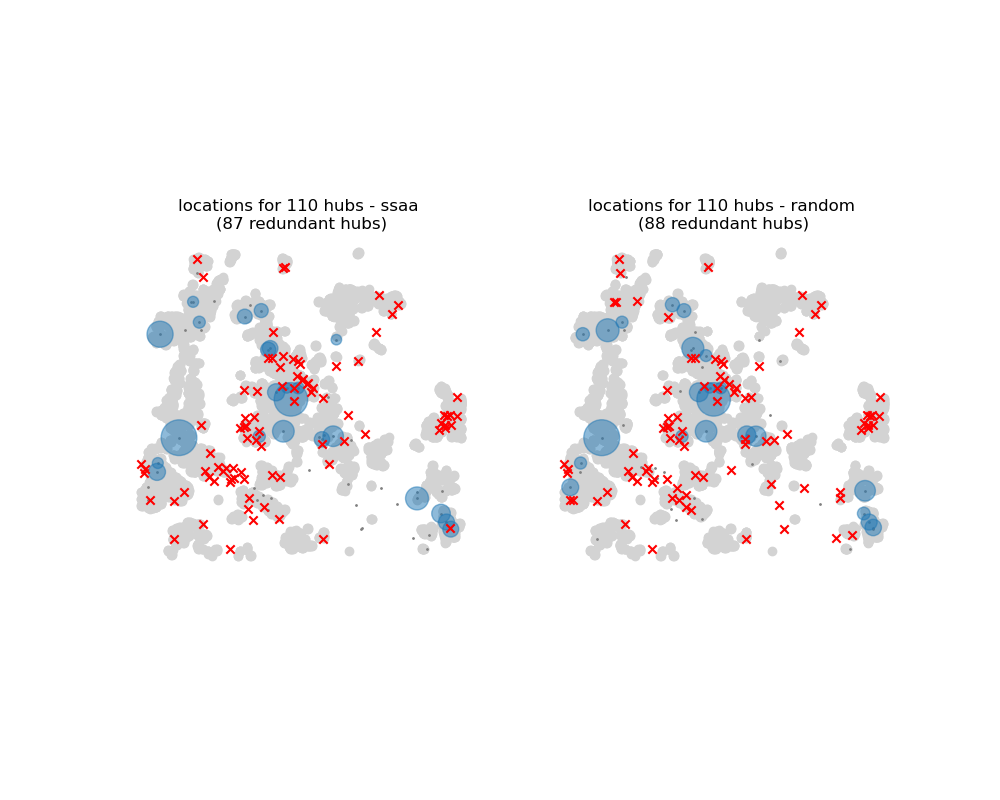 locations for 110 hubs - ssaa
(87 redundant hubs)
locations for 110 hubs - random
(88 redundant hubs)